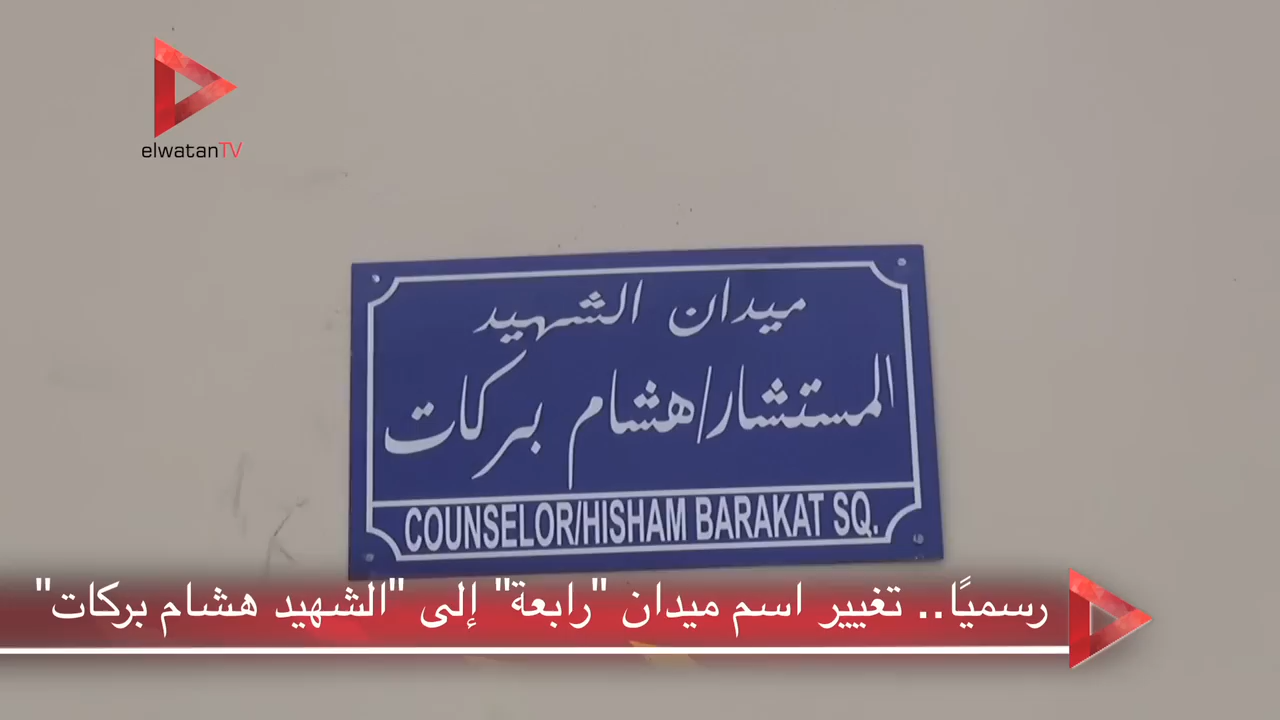 elwatanTV
ميدان الشهيد
المستشار/هشام بركات
COUNSELOR/HISHAM BARAKAT SQ.
رسميًا.. تغيير اسم ميدان "رابعة" إلى "الشهيد هشام بركات"